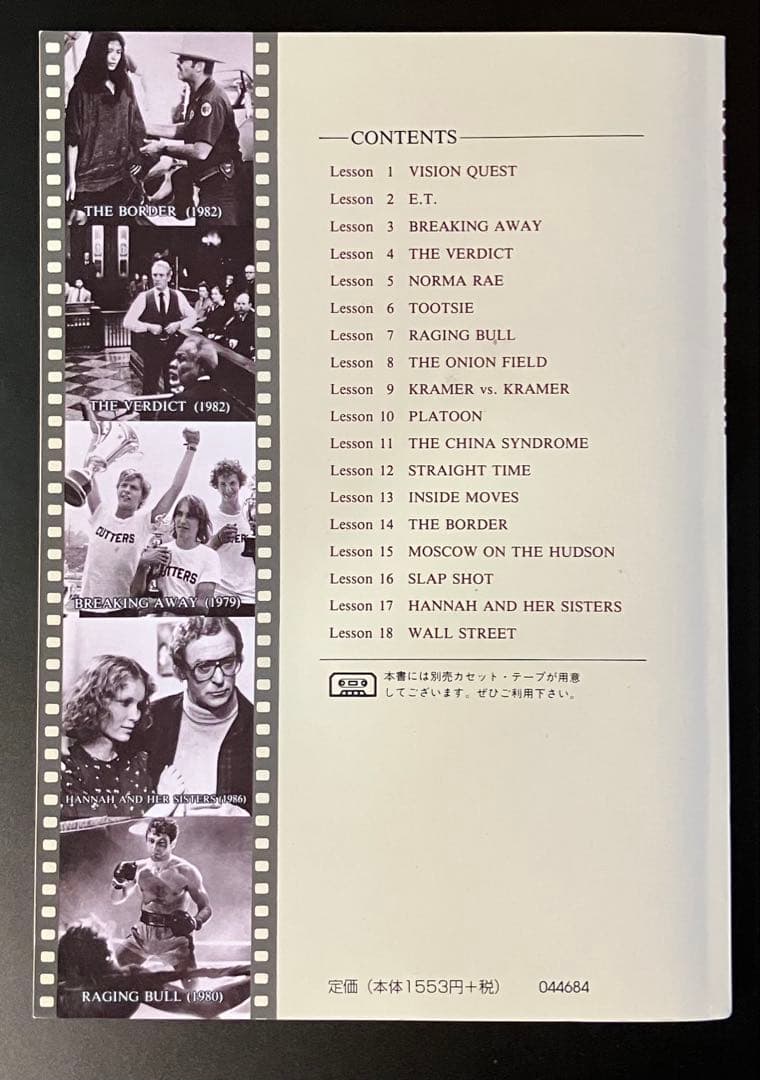 THE BORDER (1982)
THE VERDICT (1982)
CUTTERS
CUTTERS
BREAKING AWAY (1979)
HANNAH AND HER SISTERS (1986)
RAGING BULL (1980)
CONTENTS
Lesson 1 VISION QUEST
Lesson 2 E.T.
Lesson 3 BREAKING AWAY
Lesson 4 THE VERDICT
Lesson 5 NORMA RAE
Lesson 6 TOOTSIE
Lesson 7 RAGING BULL
Lesson 8 THE ONION FIELD
Lesson 9 KRAMER vs. KRAMER
Lesson 10 PLATOON
Lesson 11 THE CHINA SYNDROME
Lesson 12 STRAIGHT TIME
Lesson 13 INSIDE MOVES
Lesson 14 THE BORDER
Lesson 15 MOSCOW ON THE HUDSON
Lesson 16 SLAP SHOT
Lesson 17 HANNAH AND HER SISTERS
Lesson 18 WALL STREET
本書には別売カセット・テープが用意
してございます。ぜひご利用下さい。
定価（本体1553円＋税） 044684